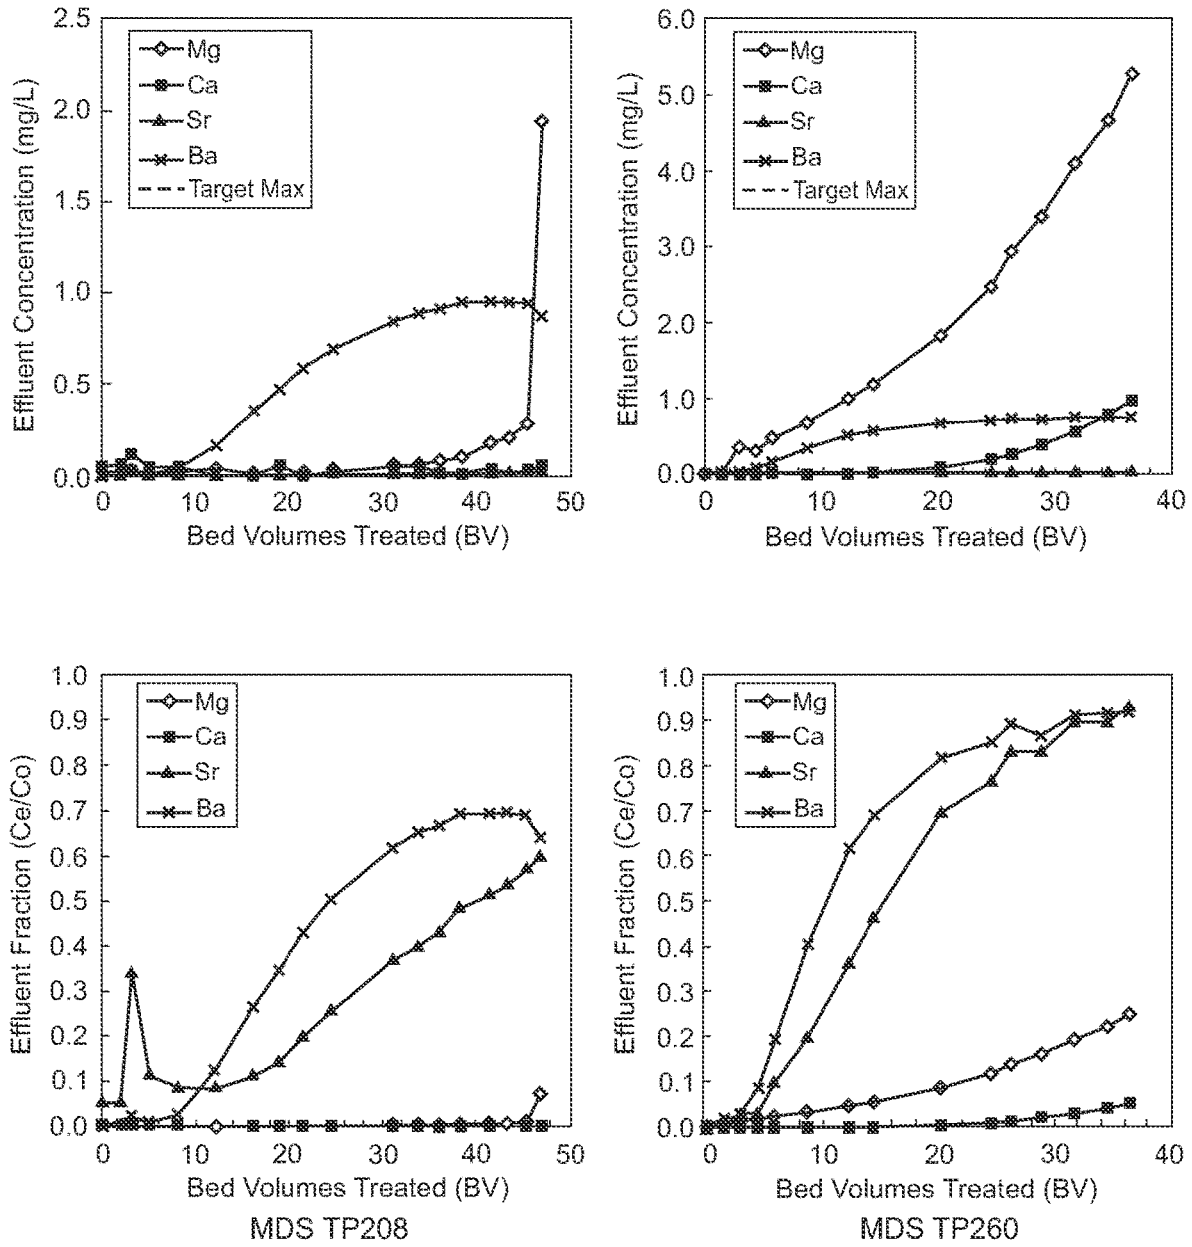 2.5
2.0
1.5
1.0
0.5
0.0
Effluent Concentration (mg/L)
Mg
Ca
Sr
Ba
Target Max
0 10 20 30 40 50
Bed Volumes Treated (BV)
6.0
5.0
4.0
3.0
2.0
1.0
0.0
Effluent Concentration (mg/L)
Mg
Ca
Sr
Ba
Target Max
0 10 20 30 40
Bed Volumes Treated (BV)
1.0
0.9
0.8
0.7
0.6
0.5
0.4
0.3
0.2
0.1
0.0
Effluent Fraction (Ce/Co)
Mg
Ca
Sr
Ba
0 10 20 30 40 50
Bed Volumes Treated (BV)
MDS TP208
1.0
0.9
0.8
0.7
0.6
0.5
0.4
0.3
0.2
0.1
0.0
Effluent Fraction (Ce/Co)
Mg
Ca
Sr
Ba
0 10 20 30 40
Bed Volumes Treated (BV)
MDS TP260